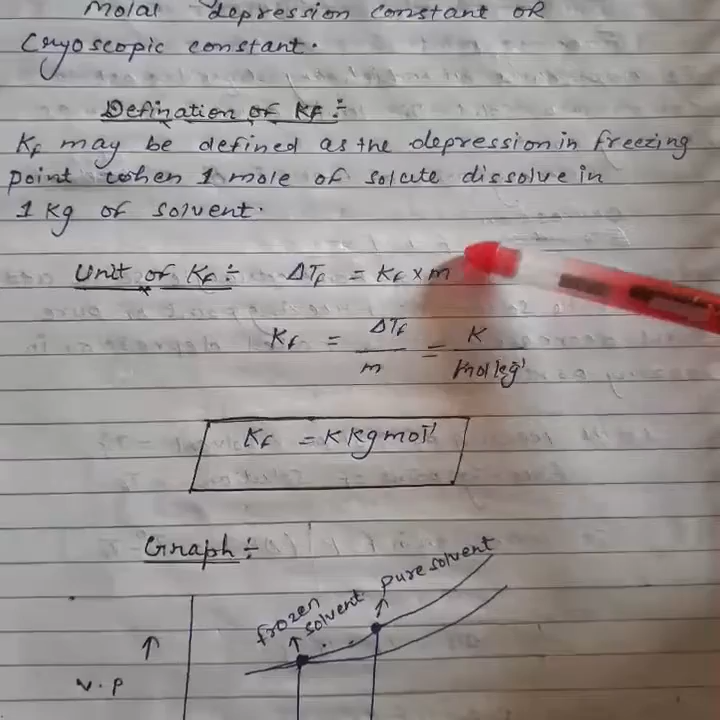 Molal depression constant OR
Cryoscopic constant.
Defination of Kf ÷
Kf may be defined as the depression in freezing
point when 1 mole of solute dissolve in
1 Kg of solvent.
Unit of Kf ÷ ΔTf = Kf × m
Kf = ΔTf/m = K/mol kg⁻¹
Kf = K Kg mol⁻¹
Graph ÷
frozen solvent
pure solvent
↑
V.P